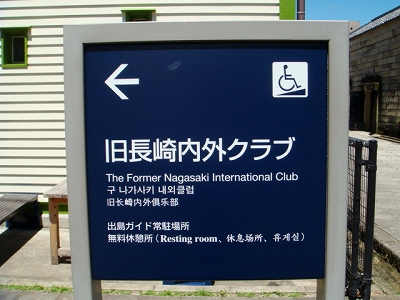 旧長崎内外クラブ
The Former Nagasaki International Club
구 나가사키 내외클럽
旧长崎内外俱乐部
出島ガイド常駐場所
無料休憩所(Resting room、休息场所、휴게실)